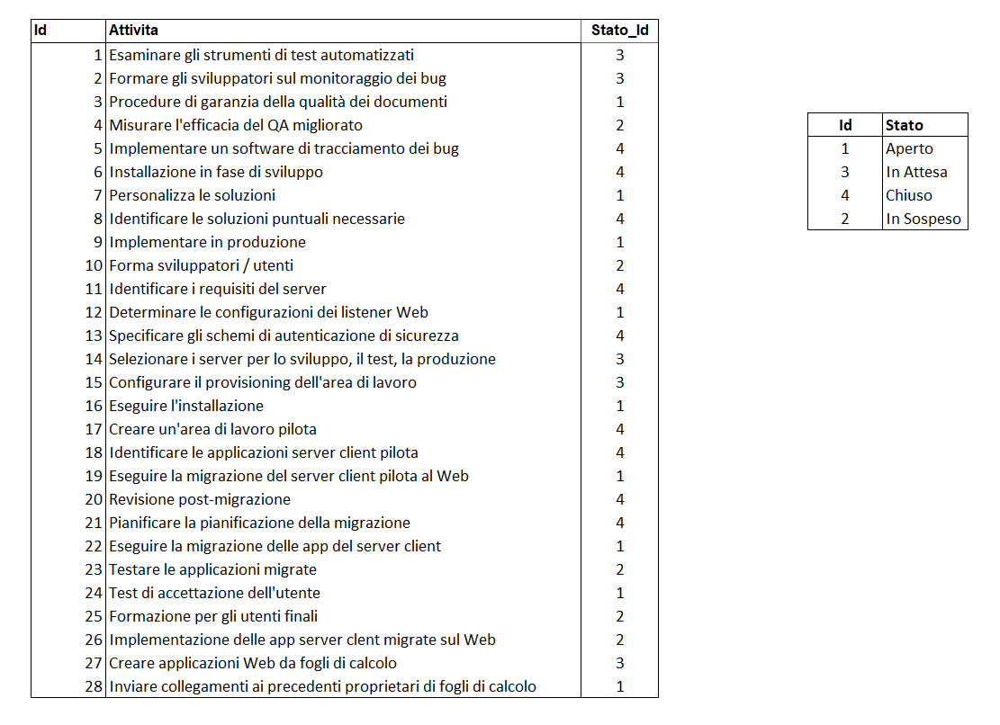 Id Attivita Stato_Id
1 Esaminare gli strumenti di test automatizzati 3
2 Formare gli sviluppatori sul monitoraggio dei bug 3
3 Procedure di garanzia della qualità dei documenti 1
4 Misurare l'efficacia del QA migliorato 2
5 Implementare un software di tracciamento dei bug 4
6 Installazione in fase di sviluppo 4
7 Personalizza le soluzioni 1
8 Identificare le soluzioni puntuali necessarie 4
9 Implementare in produzione 1
10 Forma sviluppatori / utenti 2
11 Identificare i requisiti del server 4
12 Determinare le configurazioni dei listener Web 1
13 Specificare gli schemi di autenticazione di sicurezza 4
14 Selezionare i server per lo sviluppo, il test, la produzione 3
15 Configurare il provisioning dell'area di lavoro 3
16 Eseguire l'installazione 1
17 Creare un'area di lavoro pilota 4
18 Identificare le applicazioni server client pilota 4
19 Eseguire la migrazione del server client pilota al Web 1
20 Revisione post-migrazione 4
21 Pianificare la pianificazione della migrazione 4
22 Eseguire la migrazione delle app del server client 1
23 Testare le applicazioni migrate 2
24 Test di accettazione dell'utente 1
25 Formazione per gli utenti finali 2
26 Implementazione delle app server clent migrate sul Web 2
27 Creare applicazioni Web da fogli di calcolo 3
28 Inviare collegamenti ai precedenti proprietari di fogli di calcolo 1
Id Stato
1 Aperto
3 In Attesa
4 Chiuso
2 In Sospeso